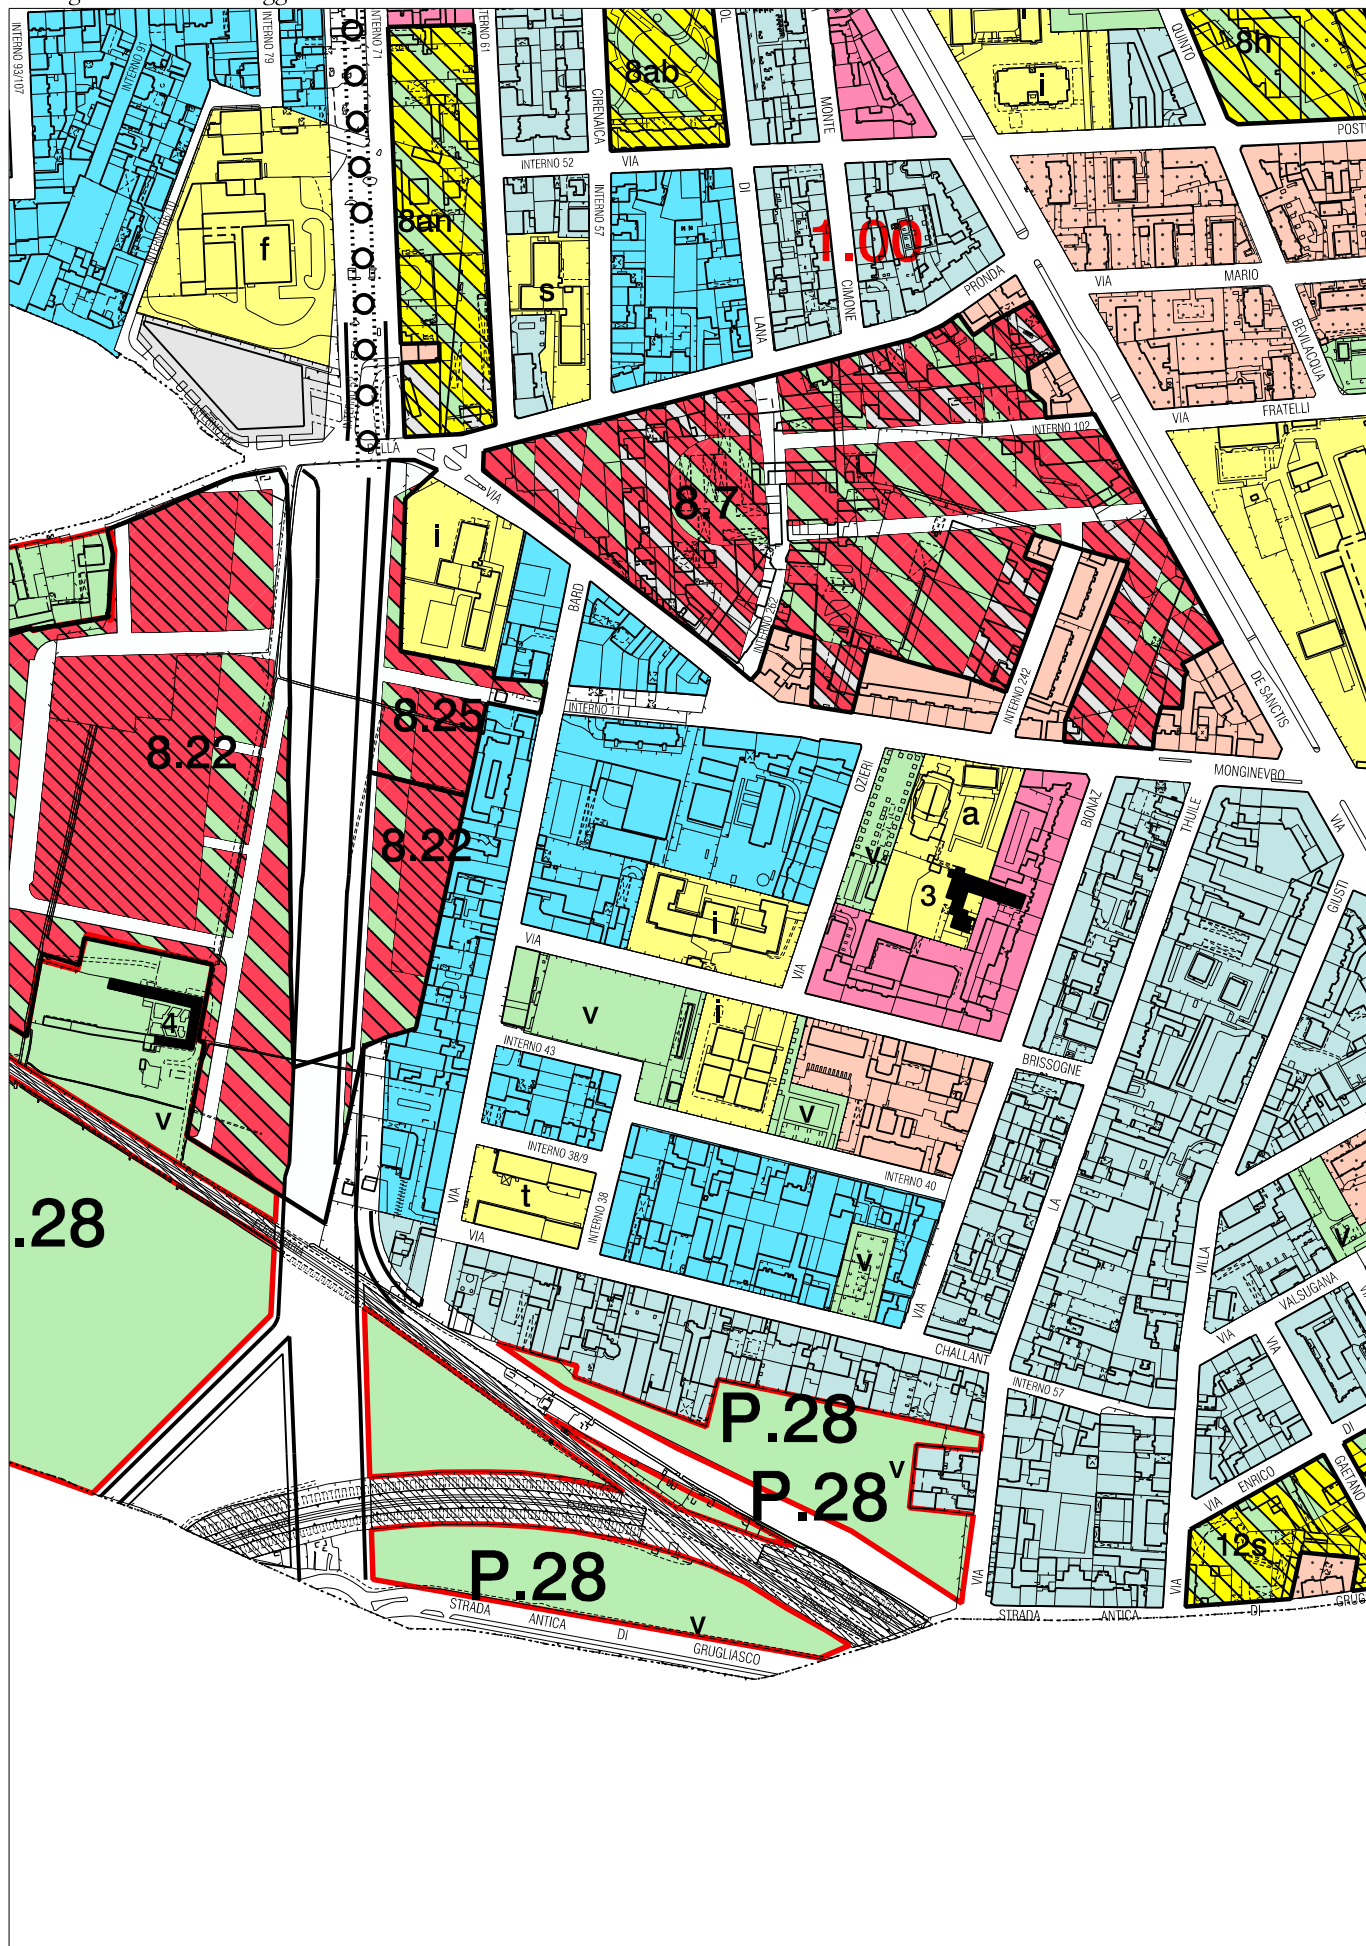 INTERNO 93/107
INTERNO 91
INTERNO 79
INTERNO 71
8ab
CIRENAICA
MONTE
i
QUINTO
8h
INTERNO 52
VIA
DI
INTERNO 57
8an
f
s
1.00
LANA
CIMONE
PRONDA
VIA
MARIO
BEVILACQUA
VIA
FRATELLI
INTERNO 102
DELLA
VIA
8.7
i
BARD
INTERNO 262
INTERNO 242
DE SANCTIS
INTERNO 11
8.25
8.22
8.22
MONGINEVRO
OZIERI
a
v
3
BIONAZ
THULE
VIA
GIUSTI
i
VIA
VIA
v
i
4
INTERNO 43
BRISSOGNE
v
v
INTERNO 38/9
INTERNO 40
t
INTERNO 38
VIA
VIA
LA
VILLA
.28
v
v
VALSUGANA
VIA
VIA
VIA
CHALLANT
INTERNO 57
P.28
DI
GAETANO
P.28
v
VIA
ENRICO
12s
P.28
VIA
VIA
STRADA
ANTICA
DI
GRUGLIASCO
v
STRADA
ANTICA
DI